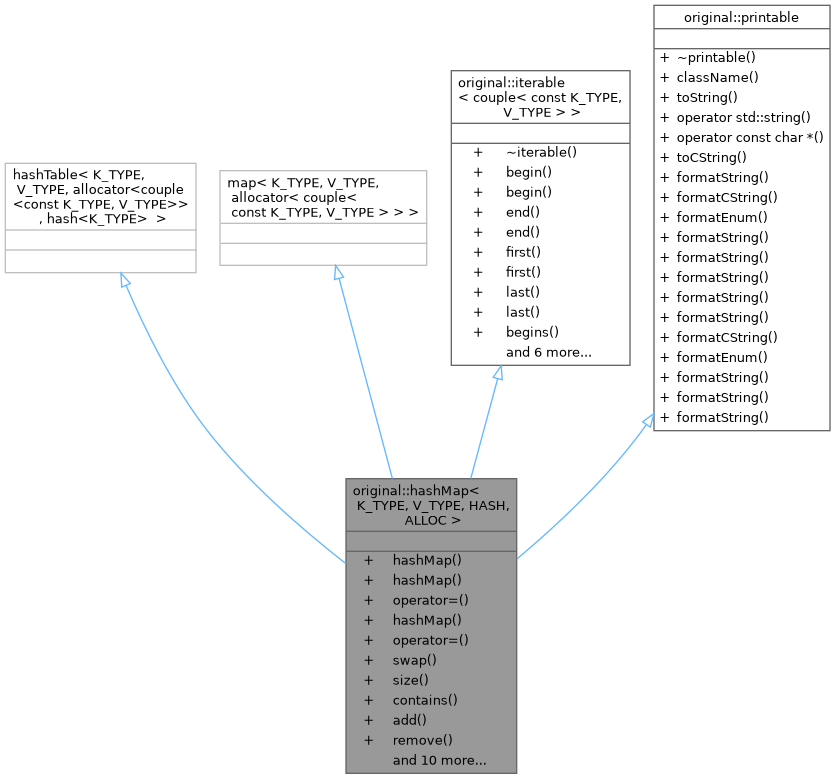 original::printable
+ ~printable()
+ className()
+ toString()
+ operator std::string()
+ operator const char *()
+ toCString()
+ formatString()
+ formatCString()
+ formatEnum()
+ formatString()
+ formatString()
+ formatString()
+ formatString()
+ formatString()
+ formatCString()
+ formatEnum()
+ formatString()
+ formatString()
+ formatString()
original::iterable
< couple< const K_TYPE,
V_TYPE > >
+ ~iterable()
+ begin()
+ begin()
+ end()
+ end()
+ first()
+ first()
+ last()
+ last()
+ begins()
and 6 more...
hashTable< K_TYPE,
V_TYPE, allocator<couple
<const K_TYPE, V_TYPE>>
, hash<K_TYPE> >
map< K_TYPE, V_TYPE,
allocator< couple<
const K_TYPE, V_TYPE > > >
original::hashMap<
K_TYPE, V_TYPE, HASH,
ALLOC >
+ hashMap()
+ hashMap()
+ operator=()
+ hashMap()
+ operator=()
+ swap()
+ size()
+ contains()
+ add()
+ remove()
and 10 more...